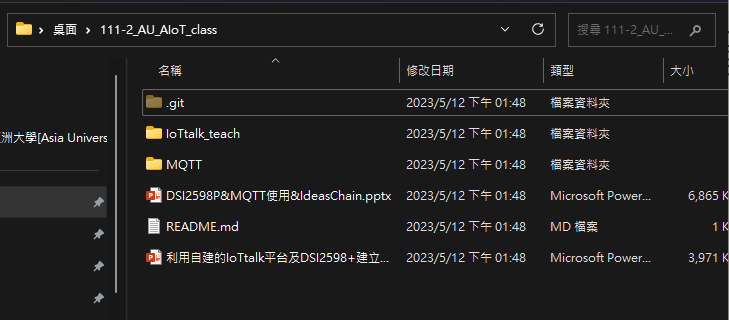 桌面 111-2_AU_AIoT_class 搜尋 111-2_AU_...
名稱 修改日期 類型 大小
.git 2023/5/12 下午 01:48 檔案資料夾
IoTtalk_teach 2023/5/12 下午 01:48 檔案資料夾
洲大學[Asia Univers
MQTT 2023/5/12 下午 01:48 檔案資料夾
DSI2598P&MQTT使用&IdeasChain.pptx 2023/5/12 下午 01:48 Microsoft Power... 6,865 K
README.md 2023/5/12 下午 01:48 MD 檔案 1 K
利用自建的IoTtalk平台及DSI2598+建立... 2023/5/12 下午 01:48 Microsoft Power... 3,971 K